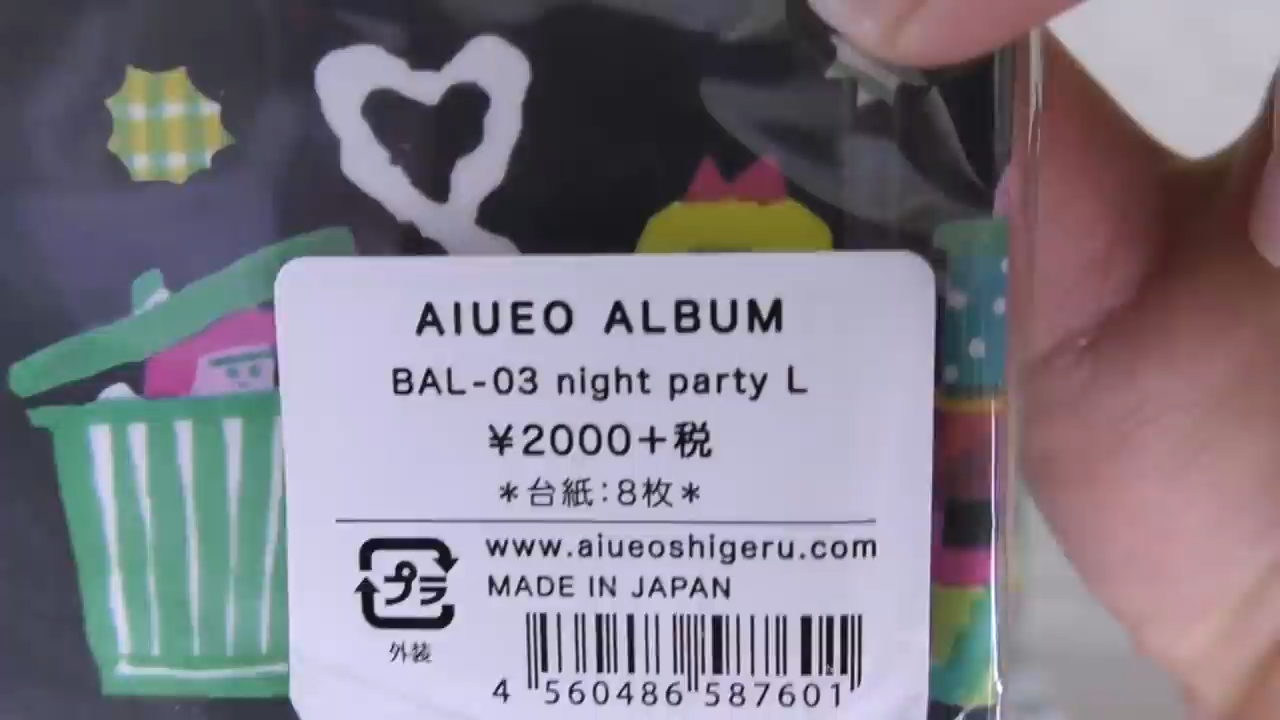 AIUEO ALBUM
BAL-03 night party L
¥2000+税
*台紙:8枚*
www.aiueoshigeru.com
MADE IN JAPAN
プラ
外装
4 560486 587601